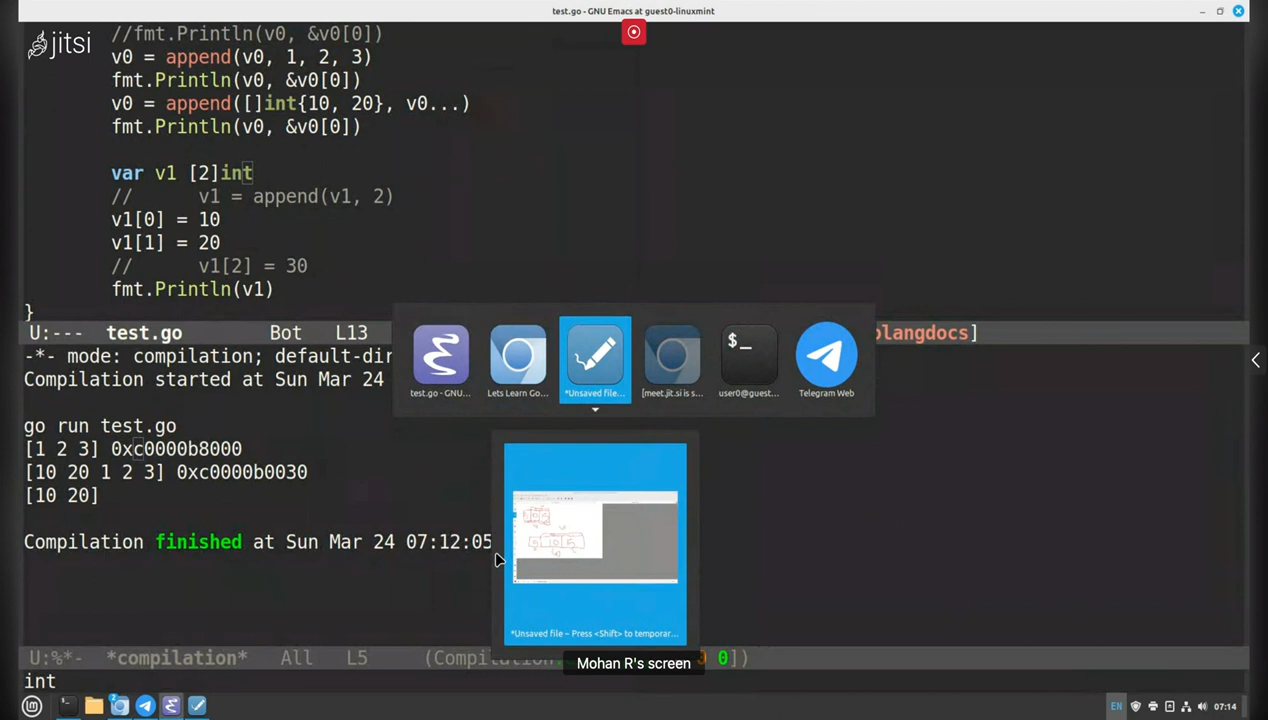 test.go - GNU Emacs at guest0-linuxmint
jitsi
//fmt.Println(v0, &v0[0])
v0 = append(v0, 1, 2, 3)
fmt.Println(v0, &v0[0])
v0 = append([]int{10, 20}, v0...)
fmt.Println(v0, &v0[0])
var v1 [2]int
// v1 = append(v1, 2)
v1[0] = 10
v1[1] = 20
// v1[2] = 30
fmt.Println(v1)
}
U:--- test.go Bot L13 olangdocs]
-*- mode: compilation; default-dir
Compilation started at Sun Mar 24
test.go - GNU... Lets Learn Go... *Unsaved file... [meet.jit.si is s... user0@guest... Telegram Web
go run test.go
[1 2 3] 0xc0000b8000
[10 20 1 2 3] 0xc0000b0030
[10 20]
Compilation finished at Sun Mar 24 07:12:05
*Unsaved file – Press <Shift> to temporar...
U:%*- *compilation* All L5 (Compilation 0])
Mohan R's screen
int
EN 07:14